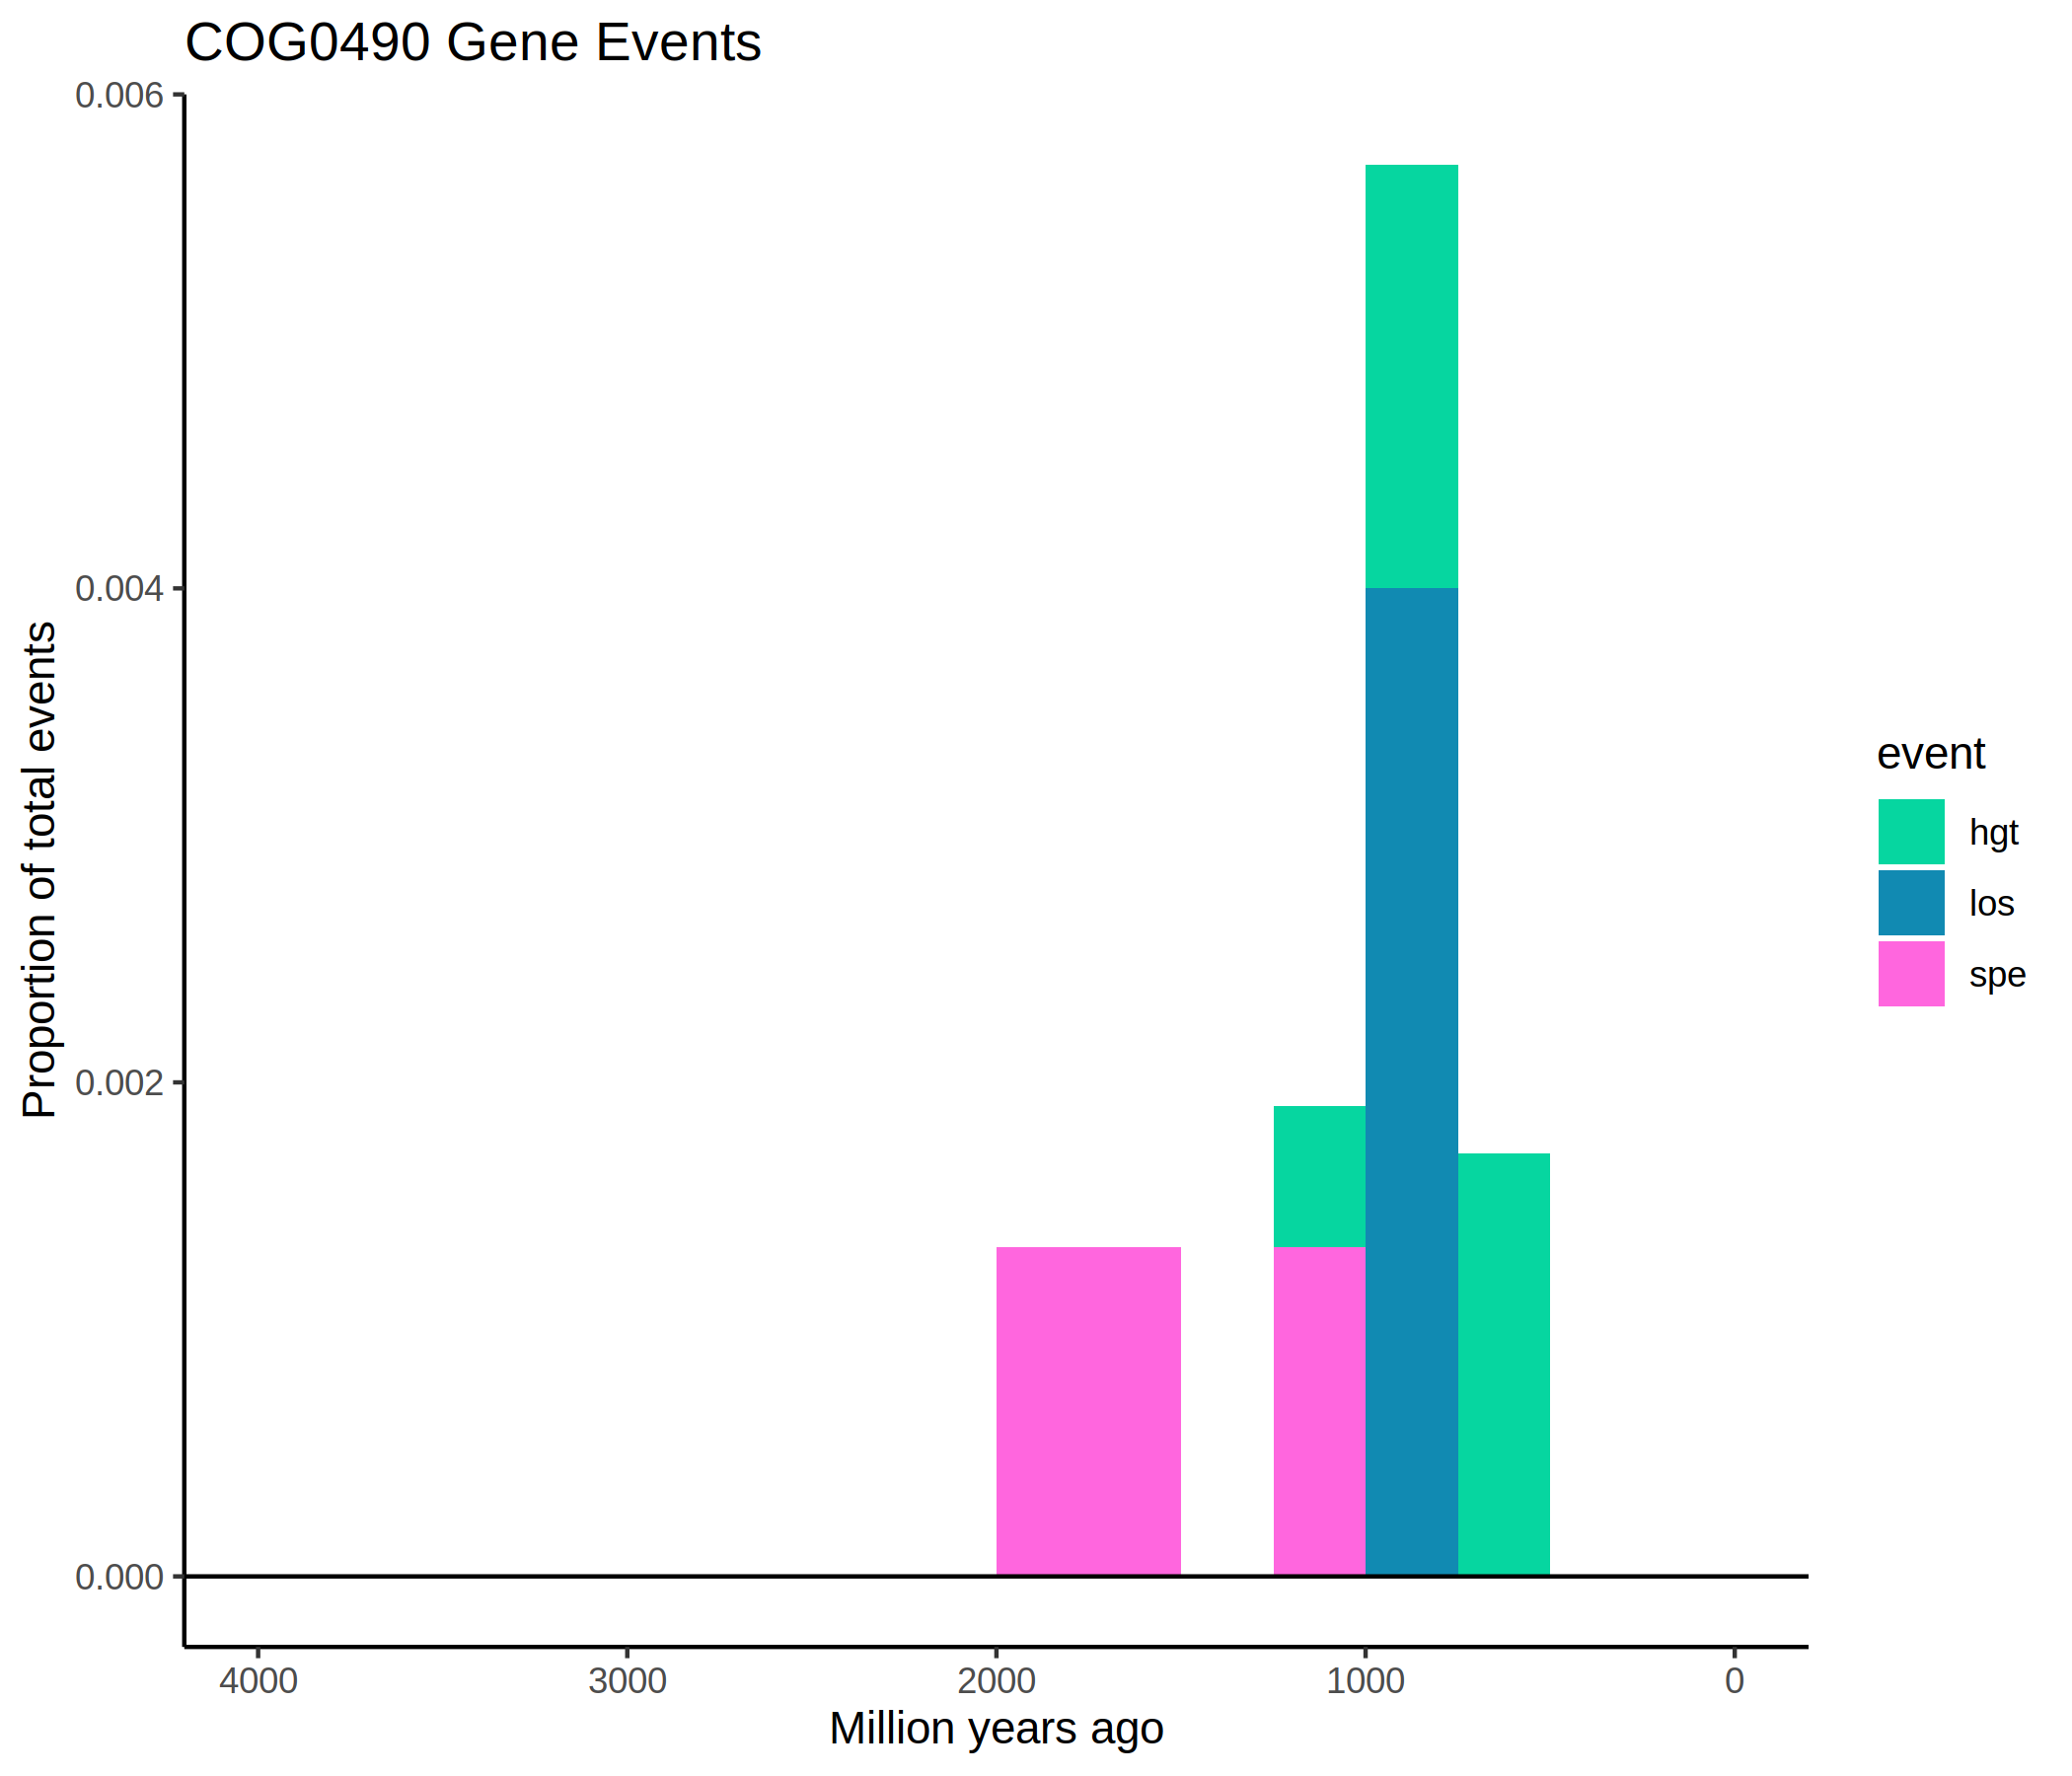 COG0490 Gene Events
0.006
0.004
0.002
0.000
Proportion of total events
4000
3000
2000
1000
0
Million years ago
event
hgt
los
spe